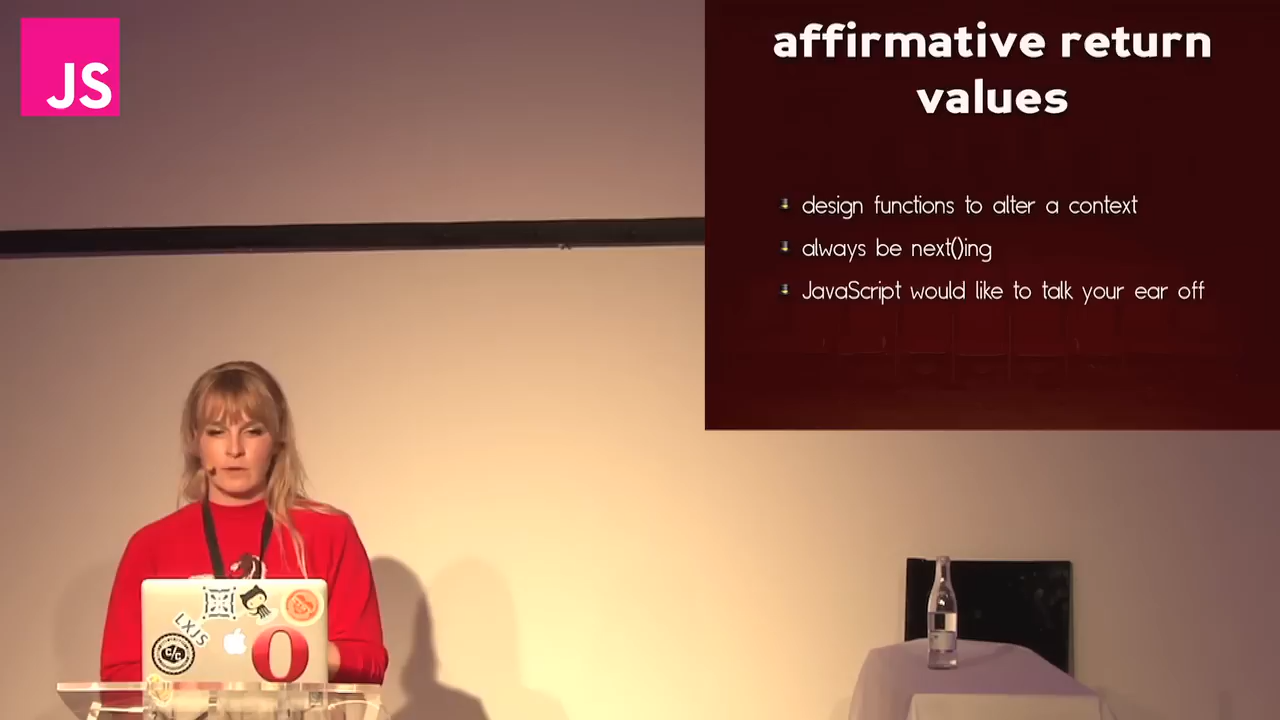 JS
affirmative return
values
design functions to alter a context
always be next()ing
JavaScript would like to talk your ear off
LXJS
C/C